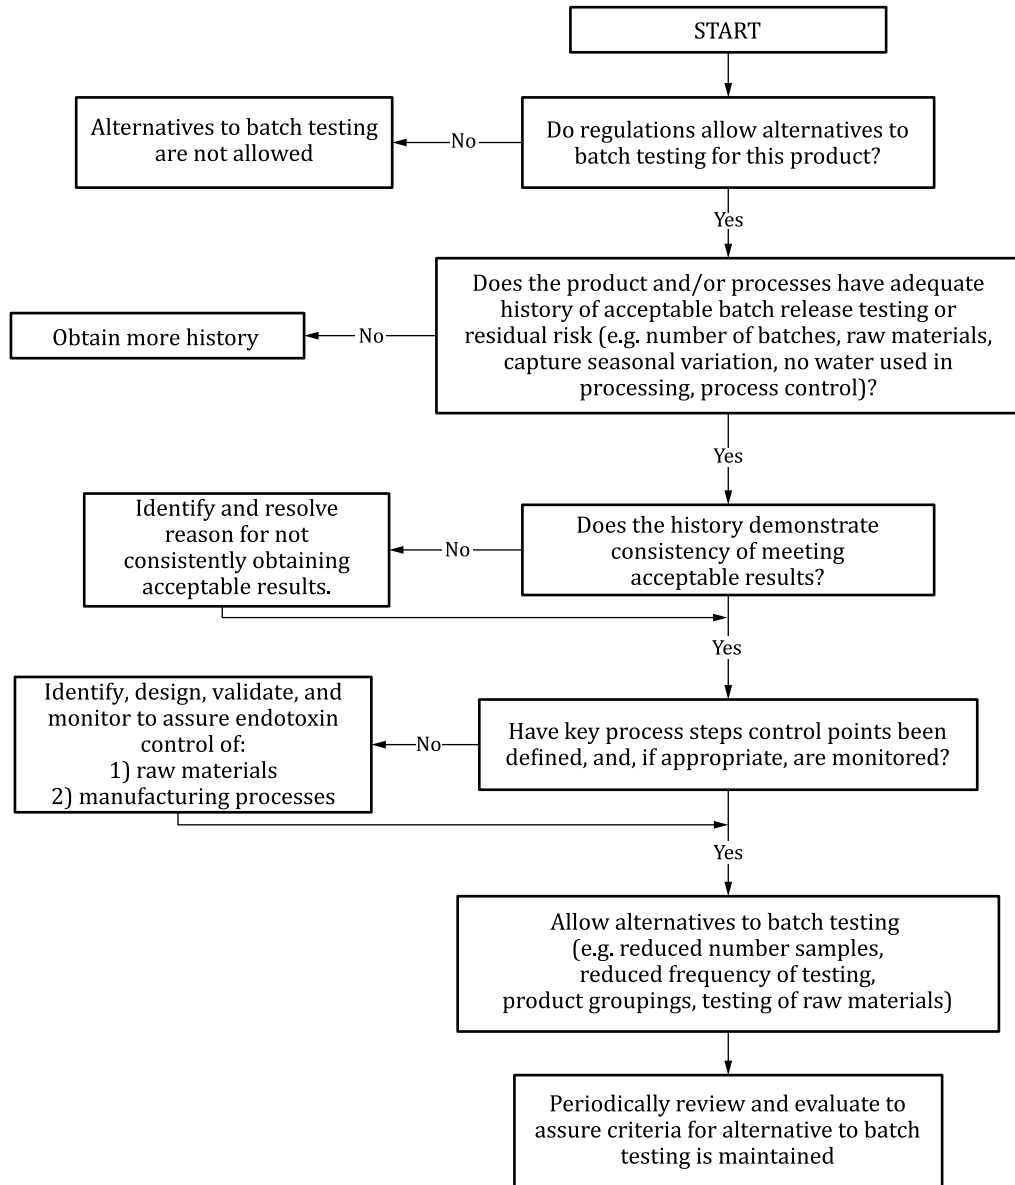 START
Do regulations allow alternatives to
batch testing for this product?
No
Alternatives to batch testing
are not allowed
Yes
Does the product and/or processes have adequate
history of acceptable batch release testing or
residual risk (e.g. number of batches, raw materials,
capture seasonal variation, no water used in
processing, process control)?
No
Obtain more history
Yes
Does the history demonstrate
consistency of meeting
acceptable results?
No
Identify and resolve
reason for not
consistently obtaining
acceptable results.
Yes
Have key process steps control points been
defined, and, if appropriate, are monitored?
No
Identify, design, validate, and
monitor to assure endotoxin
control of:
1) raw materials
2) manufacturing processes
Yes
Allow alternatives to batch testing
(e.g. reduced number samples,
reduced frequency of testing,
product groupings, testing of raw materials)
Periodically review and evaluate to
assure criteria for alternative to batch
testing is maintained